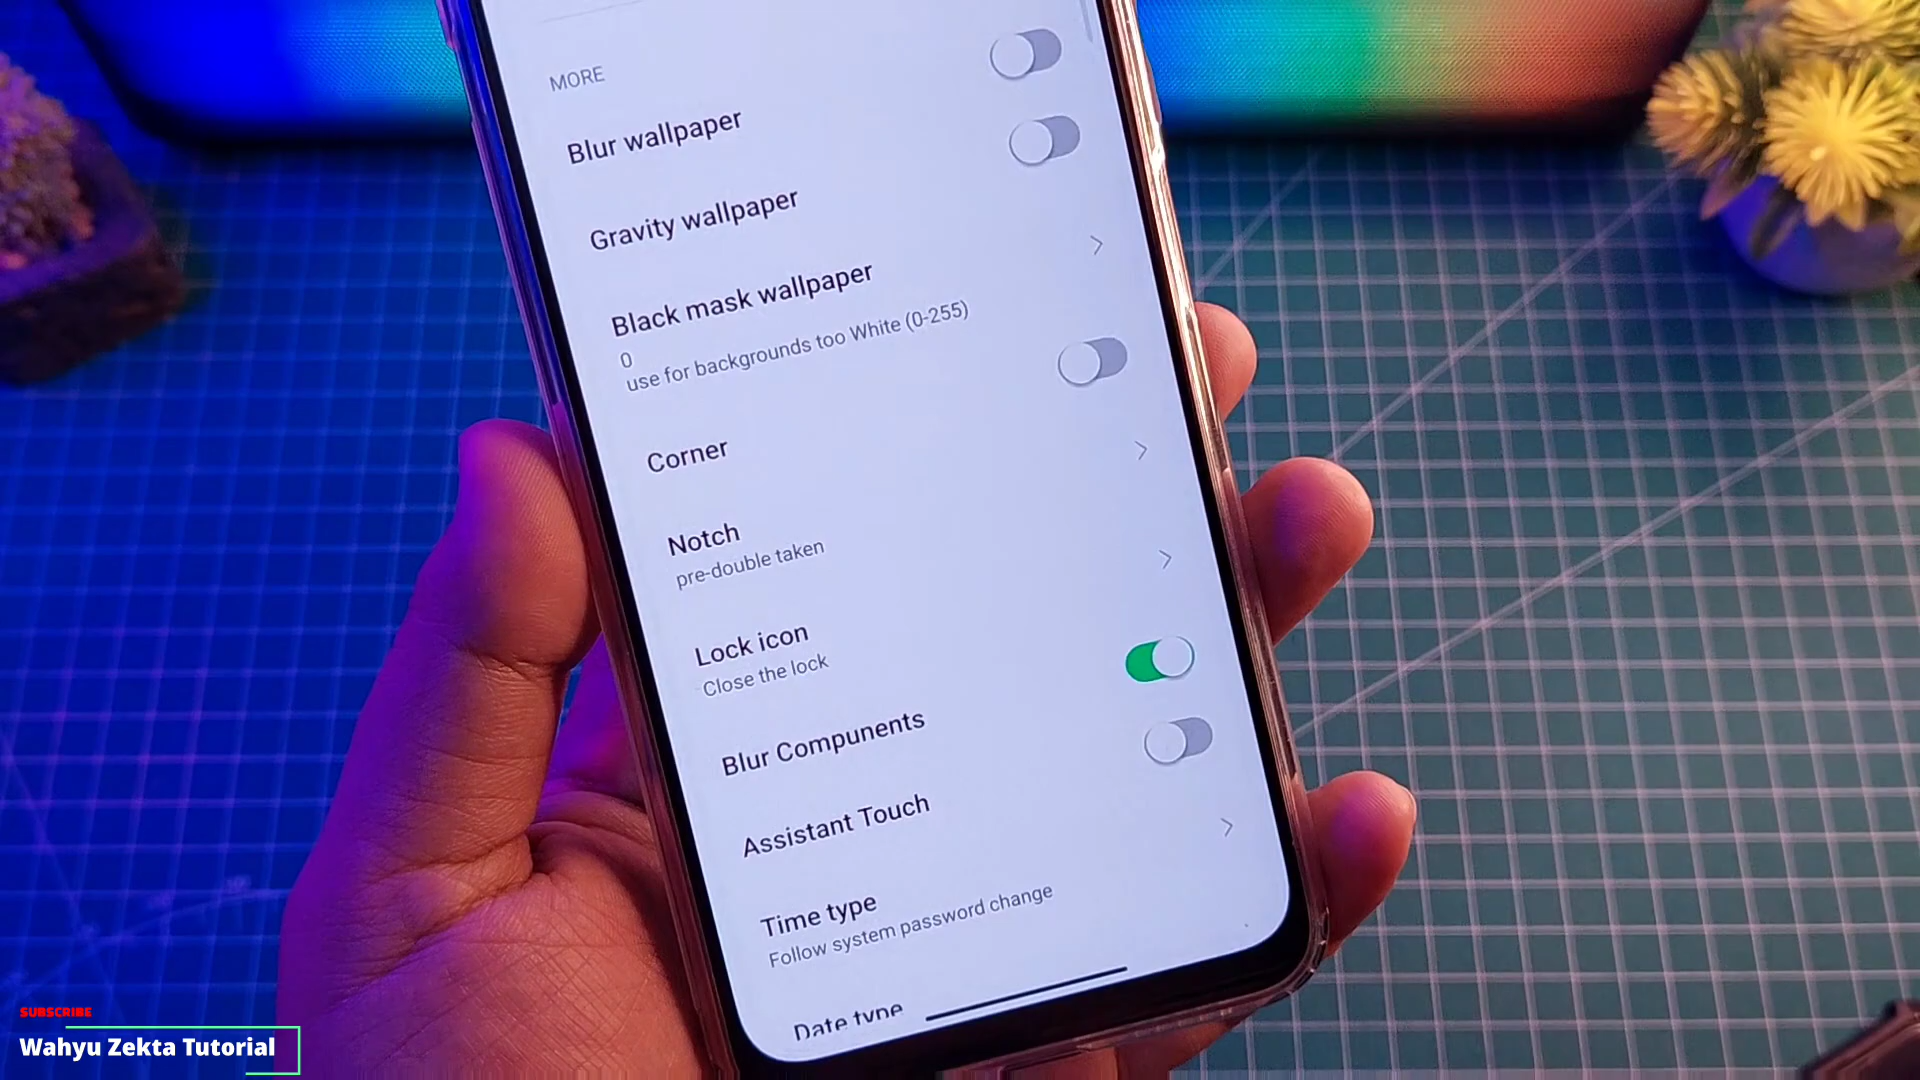 MORE
Blur wallpaper
Gravity wallpaper
Black mask wallpaper
0
use for backgrounds too White (0-255)
Corner
Notch
pre-double taken
Lock icon
Close the lock
Blur Compunents
Assistant Touch
Time type
Follow system password change
Date type
SUBSCRIBE
Wahyu Zekta Tutorial